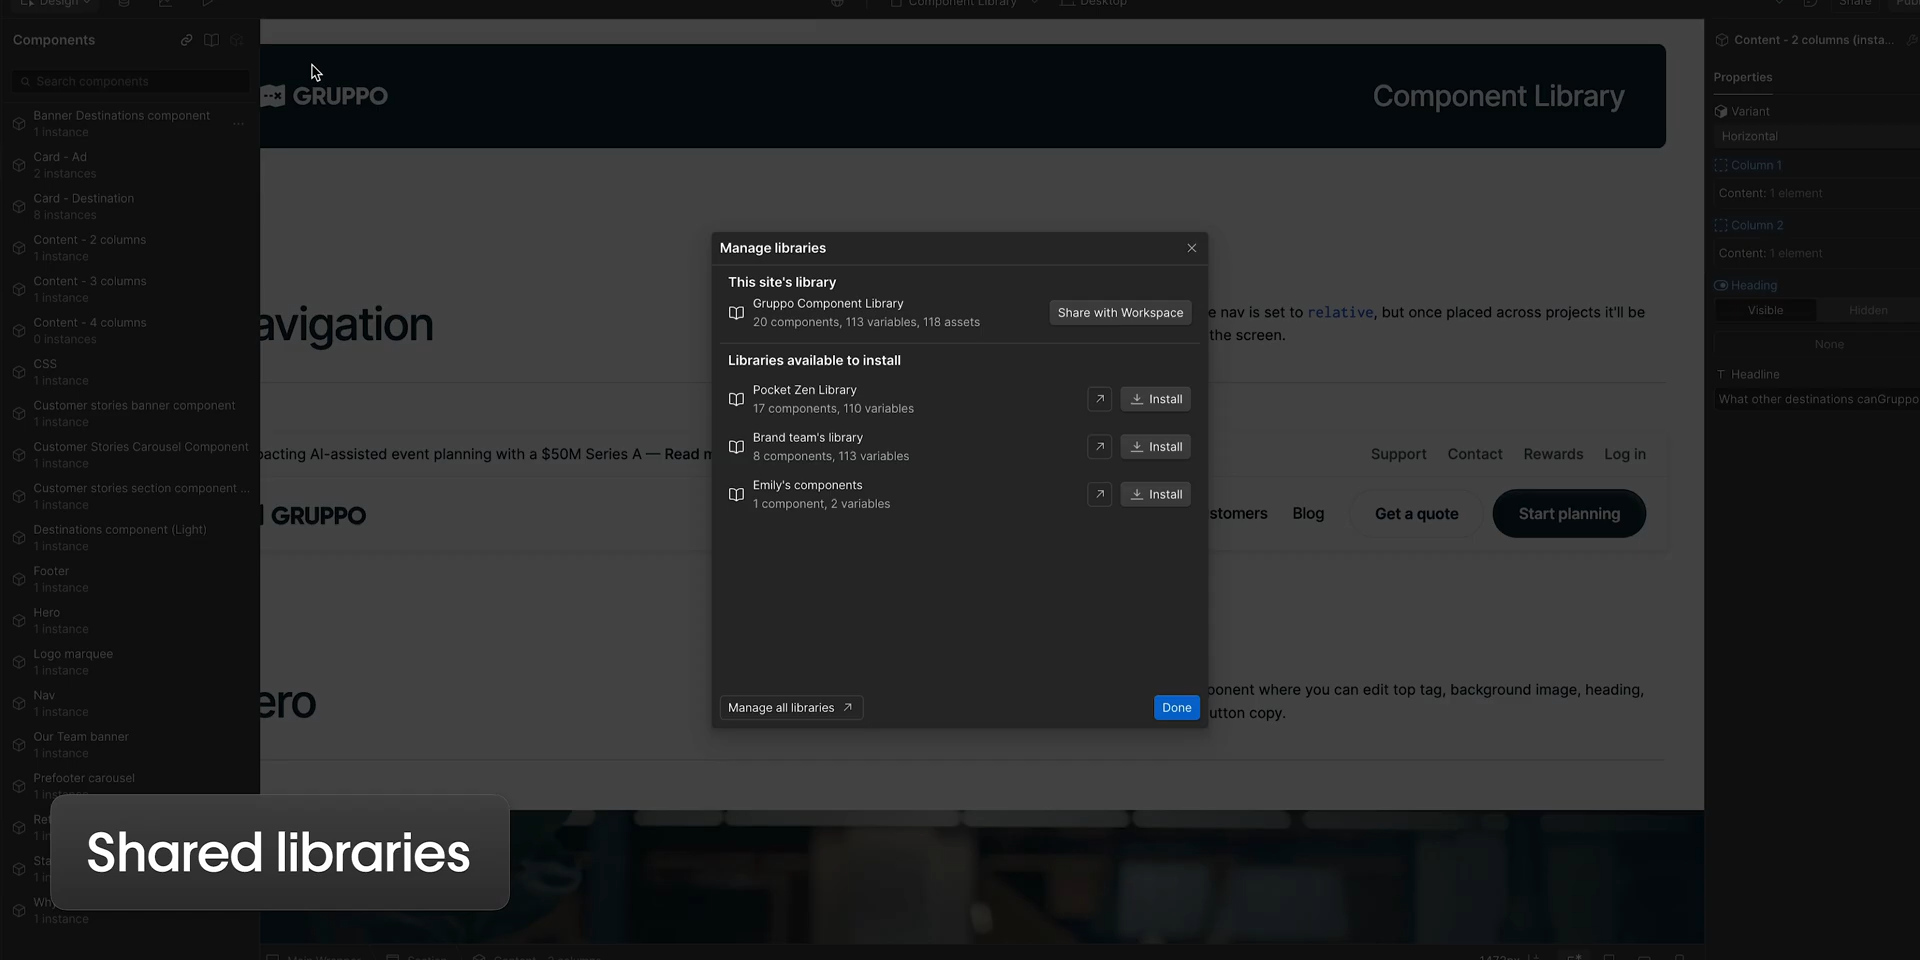 Design
Component Library
Desktop
Share
Components
Search components
Banner Destinations component
1 instance
Card - Ad
2 instances
Card - Destination
8 instances
Content - 2 columns
1 instance
Content - 3 columns
1 instance
Content - 4 columns
0 instances
CSS
1 instance
Customer stories banner component
1 instance
Customer Stories Carousel Component
1 instance
Customer stories section component ...
1 instance
Destinations component (Light)
1 instance
Footer
1 instance
Hero
1 instance
Logo marquee
1 instance
Nav
1 instance
Our Team banner
1 instance
Prefooter carousel
1 instance
1 instance
GRUPPO
Component Library
avigation
e nav is set to relative, but once placed across projects it'll be
the screen.
pacting AI-assisted event planning with a $50M Series A — Read m
Support
Contact
Rewards
Log in
GRUPPO
stomers
Blog
Get a quote
Start planning
ero
ponent where you can edit top tag, background image, heading,
utton copy.
Manage libraries
This site's library
Gruppo Component Library
20 components, 113 variables, 118 assets
Share with Workspace
Libraries available to install
Pocket Zen Library
17 components, 110 variables
Install
Brand team's library
8 components, 113 variables
Install
Emily's components
1 component, 2 variables
Install
Manage all libraries
Done
Content - 2 columns (insta...
Properties
Variant
Horizontal
Column 1
Content: 1 element
Column 2
Content: 1 element
Heading
Visible
Hidden
None
Headline
What other destinations canGruppo
Shared libraries